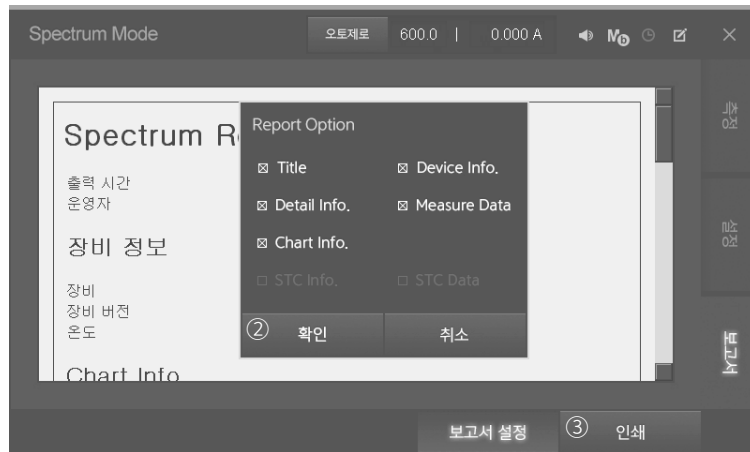 Spectrum Mode 오토제로 600.0 | 0.000 A Mb
측정
설정
보고서
Spectrum R
출력 시간
운영자
장비 정보
장비
장비 버전
온도
Chart Info
Report Option
Title Device Info.
Detail Info. Measure Data
Chart Info.
STC Info. STC Data
② 확인 취소
보고서 설정 ③ 인쇄